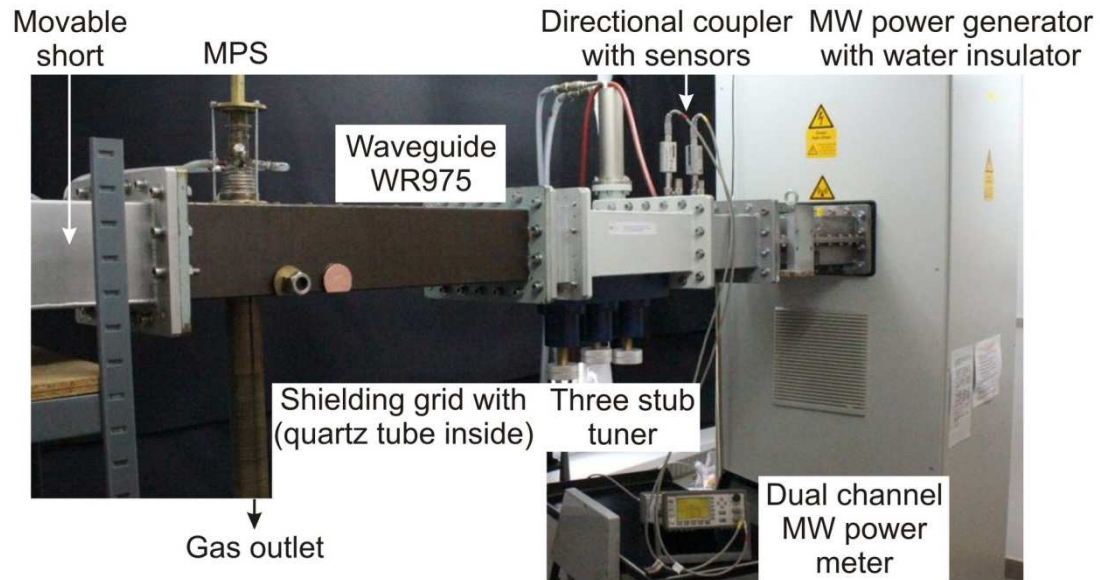 Movable
short
MPS
Directional coupler
with sensors
MW power generator
with water insulator
Waveguide
WR975
Shielding grid with
(quartz tube inside)
Three stub
tuner
Dual channel
MW power
meter
Gas outlet